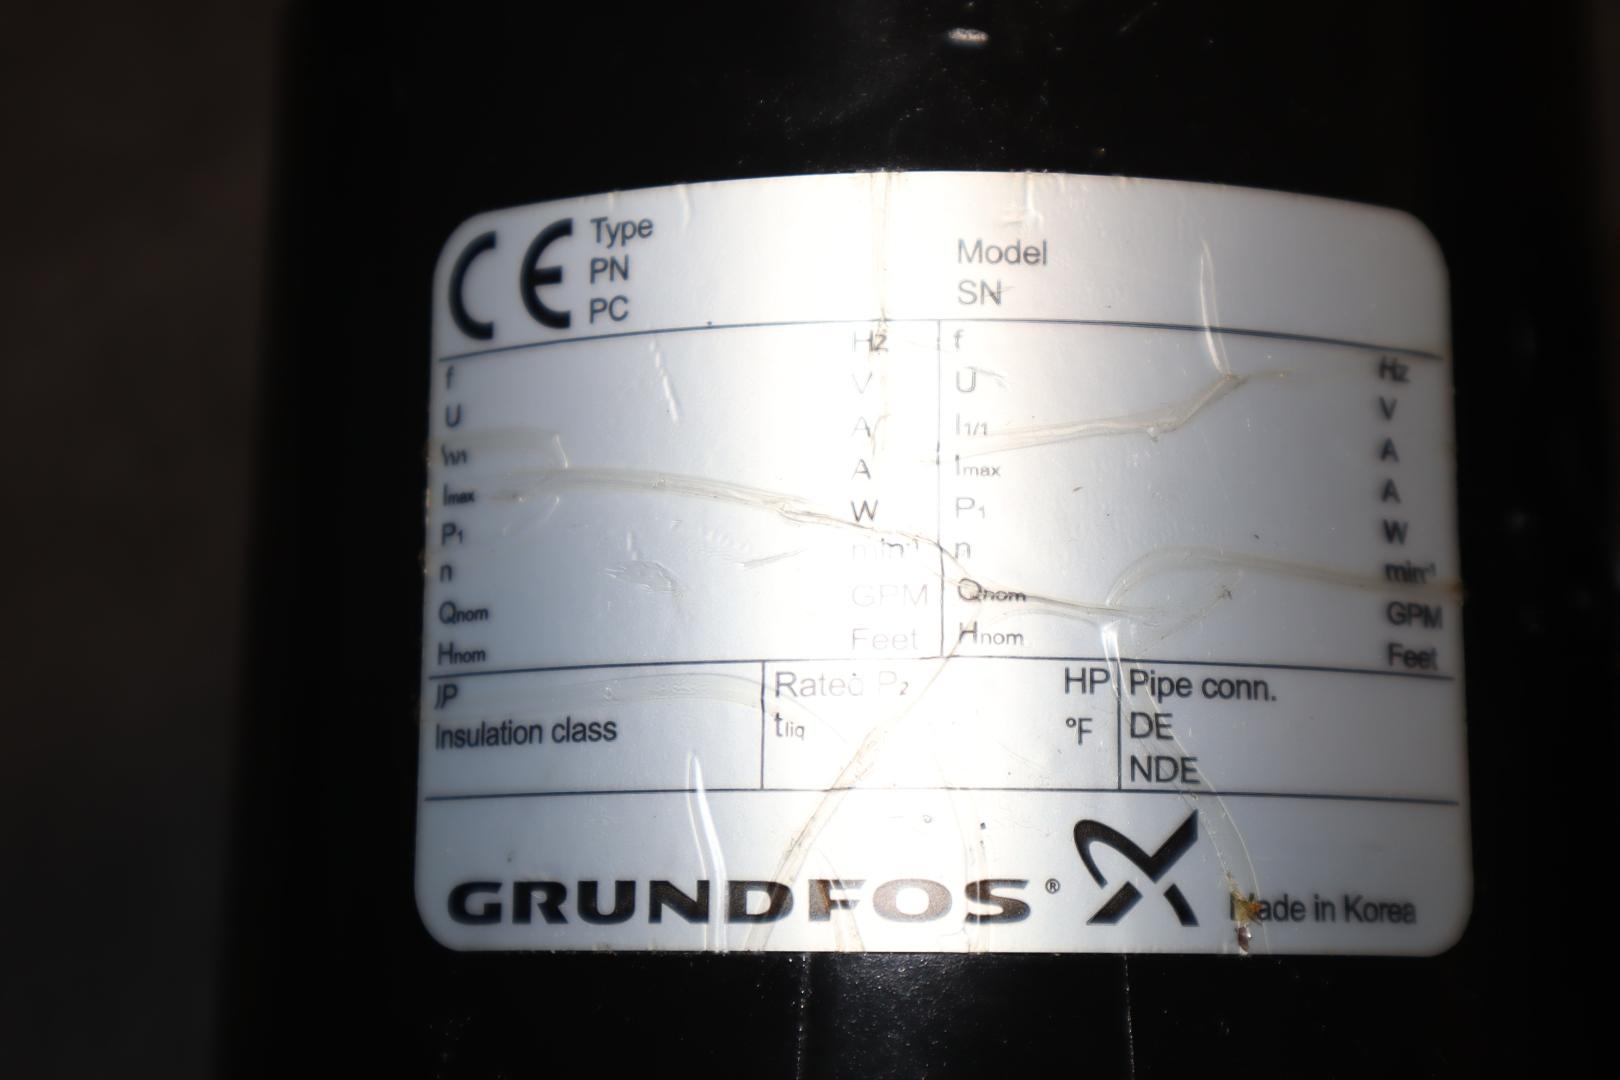 CE Type
PN
PC
Model
SN
f Hz
U V
I1/1 A
Imax A
P1 W
n min-1
Qnom GPM
Hnom Feet
f Hz
U V
I1/1 A
Imax A
P1 W
n min-1
Qnom GPM
Hnom Feet
IP
Insulation class
Rated P2 HP
tliq °F
Pipe conn.
DE
NDE
GRUNDFOS® Made in Korea